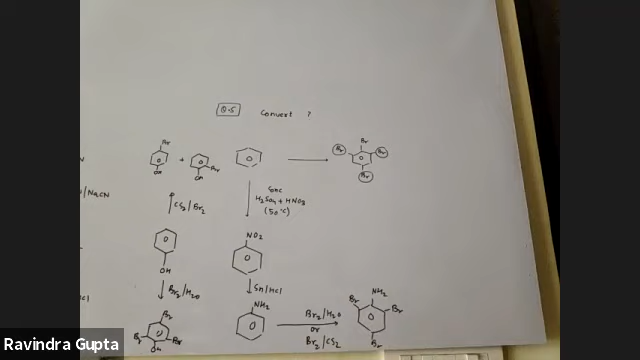 Q.5 Convert ?
Br
Br
Br
Br
Br
Br
+
OH
OH
Conc
H2SO4 + HNO3
(50°C)
/NaCN
CS2/Br2
NO2
OH
Sn/HCl
Br2/H2O
NH2
Br2/H2O
or
Br2/CS2
NH2
Br
Br
Br
Br
Br
Br
OH
Ravindra Gupta